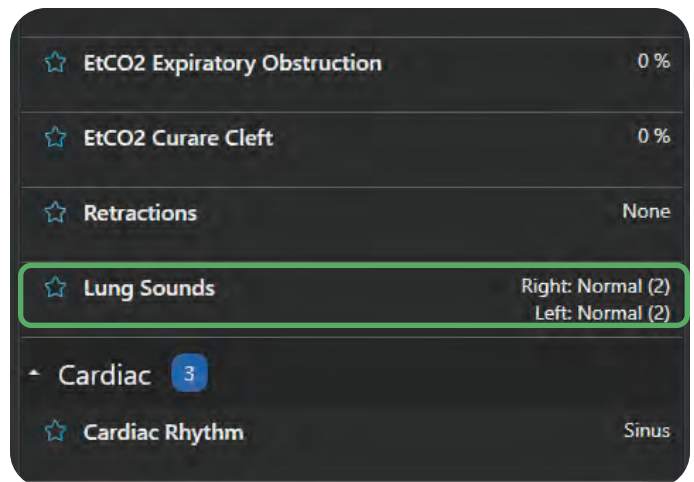 EtCO2 Expiratory Obstruction 0 %
EtCO2 Curare Cleft 0 %
Retractions None
Lung Sounds Right: Normal (2)
Left: Normal (2)
Cardiac 3
Cardiac Rhythm Sinus